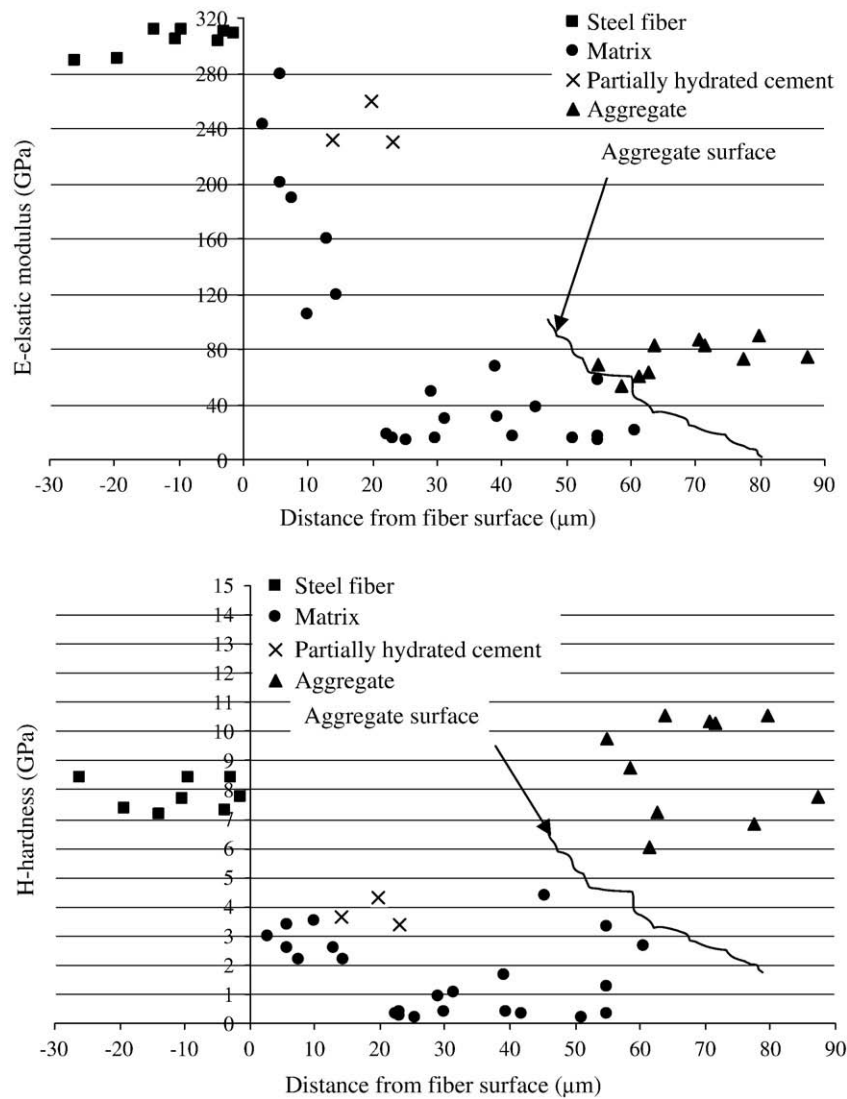 320
280
240
200
160
120
80
40
0
E-elsatic modulus (GPa)
Steel fiber
Matrix
Partially hydrated cement
Aggregate
Aggregate surface
-30 -20 -10 0 10 20 30 40 50 60 70 80 90
Distance from fiber surface (μm)
15
14
13
12
11
10
9
8
7
6
5
4
3
2
1
0
H-hardness (GPa)
Steel fiber
Matrix
Partially hydrated cement
Aggregate
Aggregate surface
-30 -20 -10 0 10 20 30 40 50 60 70 80 90
Distance from fiber surface (μm)